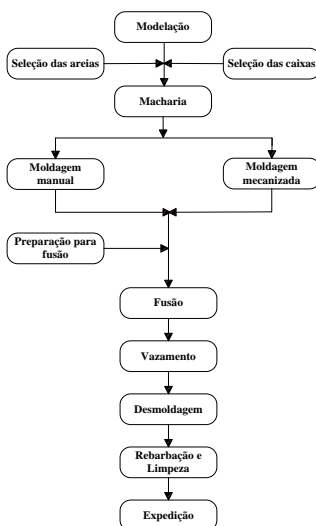 Modelação
Seleção das areias
Seleção das caixas
Macharia
Moldagem
manual
Moldagem
mecanizada
Preparação para
fusão
Fusão
Vazamento
Desmoldagem
Rebarbação e
Limpeza
Expedição